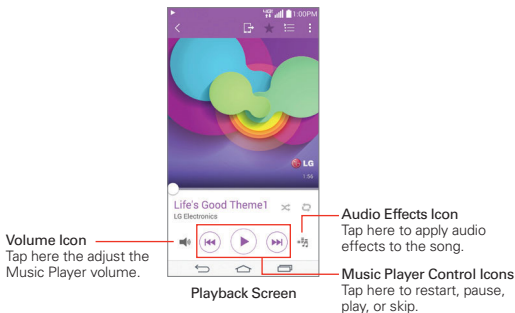 1:00PM
LG
1:56
Life's Good Theme1
LG Electronics
Volume Icon
Tap here the adjust the
Music Player volume.
Audio Effects Icon
Tap here to apply audio
effects to the song.
Music Player Control Icons
Tap here to restart, pause,
play, or skip.
Playback Screen